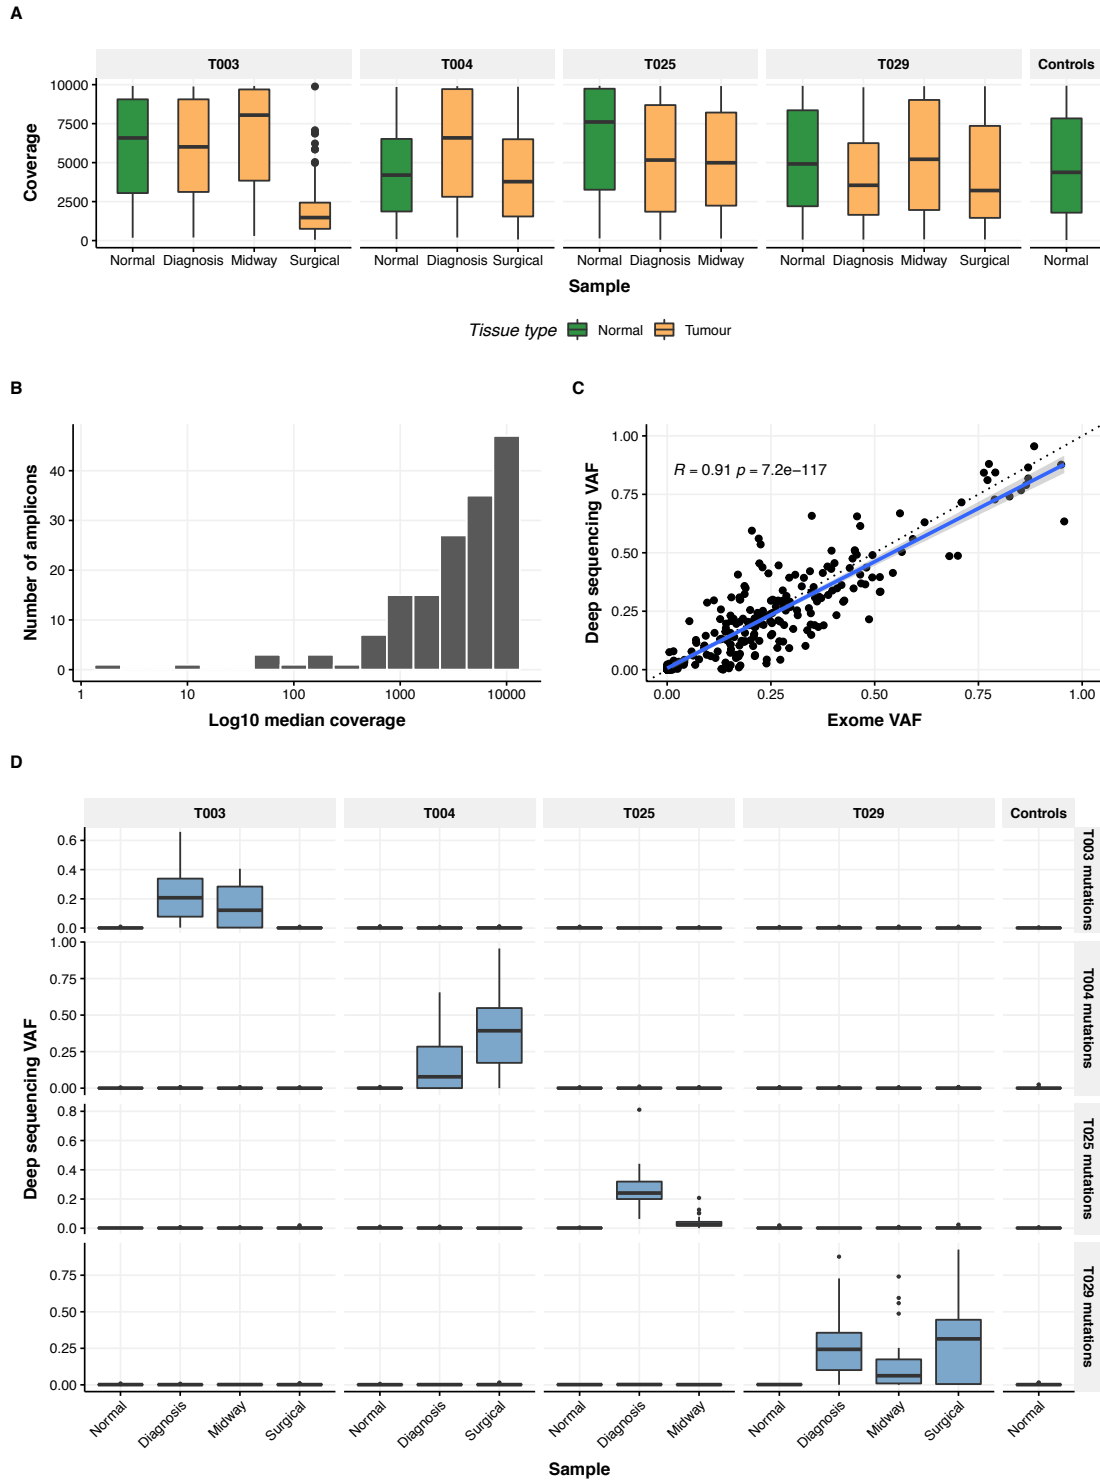 A
T003 T004 T025 T029 Controls
Coverage
10000
7500
5000
2500
0
Normal Diagnosis Midway Surgical Normal Diagnosis Surgical Normal Diagnosis Midway Normal Diagnosis Midway Surgical Normal
Sample
Tissue type Normal Tumour
B
Number of amplicons
40
30
20
10
0
1 10 100 1000 10000
Log10 median coverage
C
Deep sequencing VAF
1.00
0.75
0.50
0.25
0.00
R = 0.91 p = 7.2e−117
0.00 0.25 0.50 0.75 1.00
Exome VAF
D
T003 T004 T025 T029 Controls
Deep sequencing VAF
0.6
0.4
0.2
0.0
T003 mutations
1.00
0.75
0.50
0.25
0.00
T004 mutations
0.8
0.6
0.4
0.2
0.0
T025 mutations
0.75
0.50
0.25
0.00
T029 mutations
Normal Diagnosis Midway Surgical Normal Diagnosis Surgical Normal Diagnosis Midway Normal Diagnosis Midway Surgical Normal
Sample